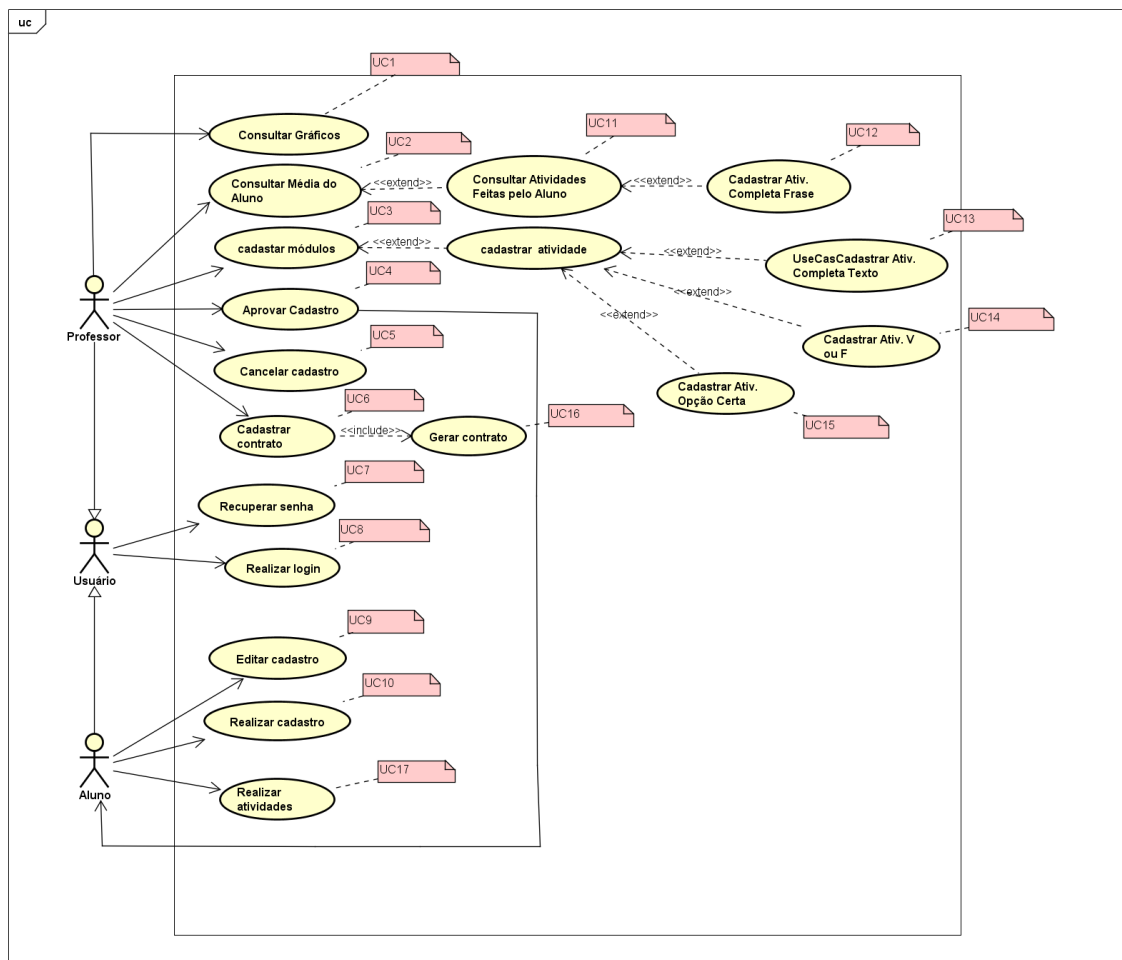 uc
UC1
Consultar Gráficos
UC2
UC11
UC12
Consultar Média do
Aluno
<<extend>>
Consultar Atividades
Feitas pelo Aluno
<<extend>>
Cadastrar Ativ.
Completa Frase
UC3
UC13
cadastar módulos
<<extend>>
cadastrar atividade
UseCasCadastrar Ativ.
Completa Texto
<<extend>>
UC4
Aprovar Cadastro
<<extend>>
<<extend>>
UC14
Professor
UC5
Cadastrar Ativ. V
ou F
Cancelar cadastro
Cadastrar Ativ.
Opção Certa
UC6
UC16
UC15
Cadastrar
contrato
<<include>>
Gerar contrato
UC7
Recuperar senha
UC8
Usuário
Realizar login
UC9
Editar cadastro
UC10
Realizar cadastro
UC17
Aluno
Realizar
atividades